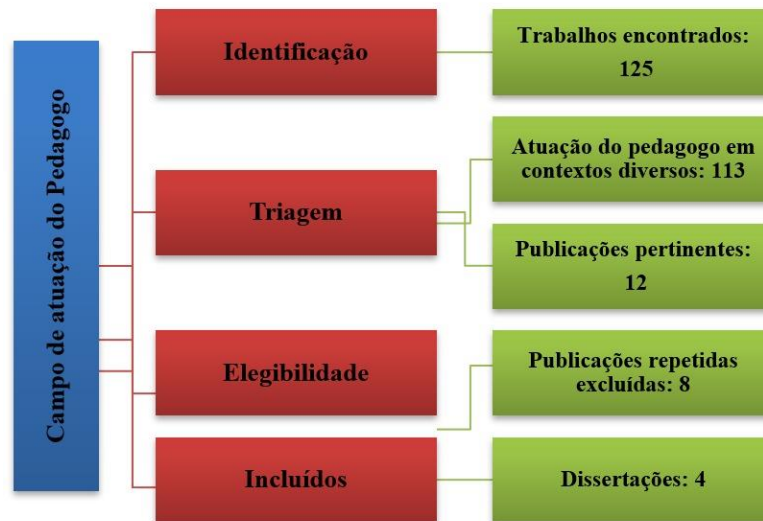 Campo de atuação do Pedagogo
Identificação
Trabalhos encontrados:
125
Triagem
Atuação do pedagogo em
contextos diversos: 113
Publicações pertinentes:
12
Elegibilidade
Publicações repetidas
excluídas: 8
Incluídos
Dissertações: 4